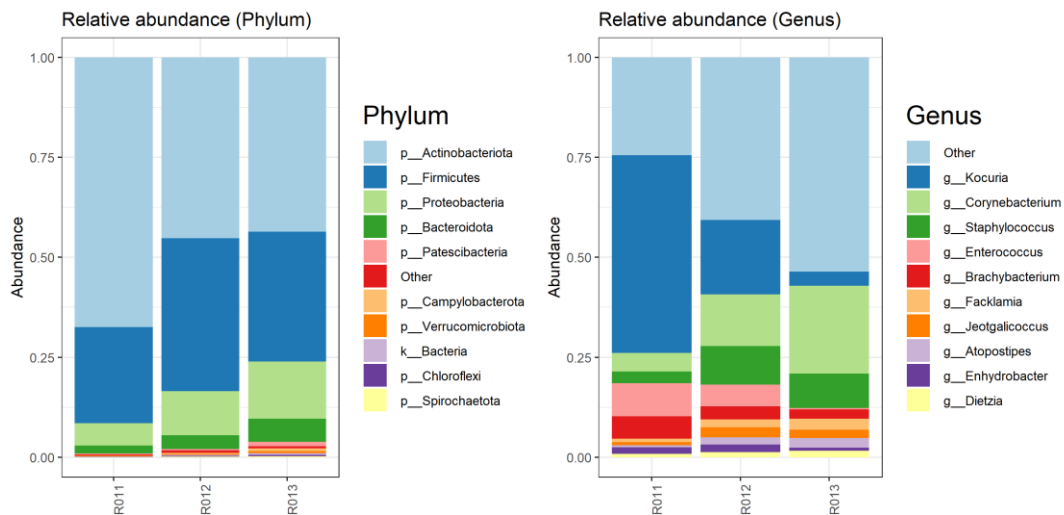 Relative abundance (Phylum)
Abundance
1.00
0.75
0.50
0.25
0.00
R011
R012
R013
Phylum
p__Actinobacteriota
p__Firmicutes
p__Proteobacteria
p__Bacteroidota
p__Patescibacteria
Other
p__Campylobacterota
p__Verrucomicrobiota
k__Bacteria
p__Chloroflexi
p__Spirochaetota
Relative abundance (Genus)
Abundance
1.00
0.75
0.50
0.25
0.00
R011
R012
R013
Genus
Other
g__Kocuria
g__Corynebacterium
g__Staphylococcus
g__Enterococcus
g__Brachybacterium
g__Facklamia
g__Jeotgalicoccus
g__Atopostipes
g__Enhydrobacter
g__Dietzia